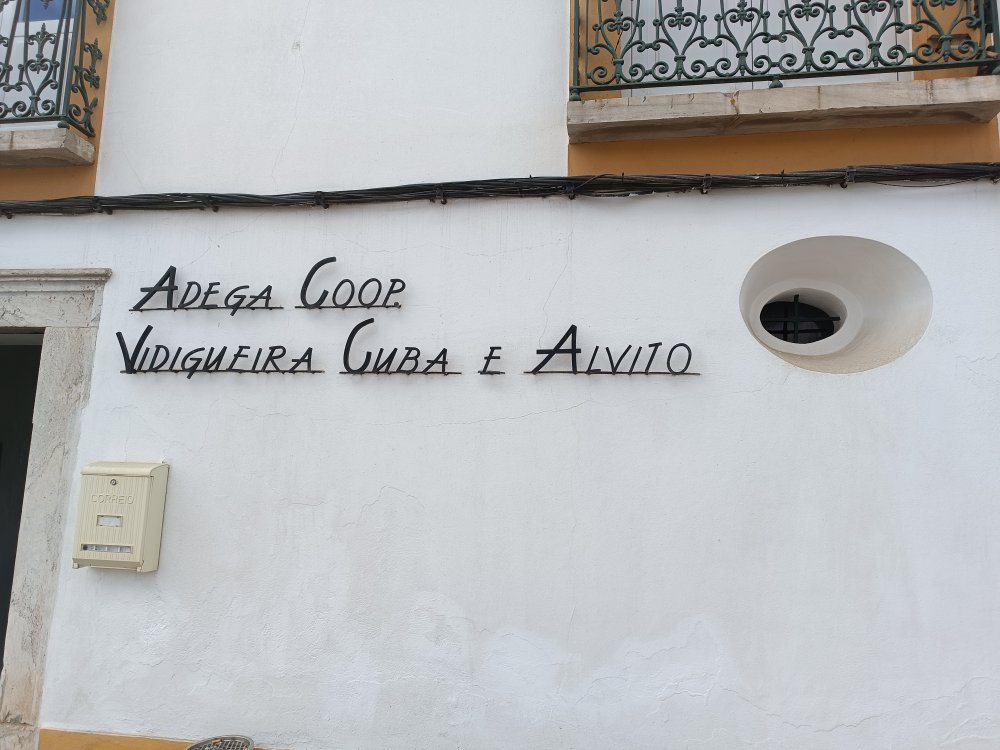 ADEGA COOP.
VIDIGUEIRA CUBA E ALVITO
CORREIO